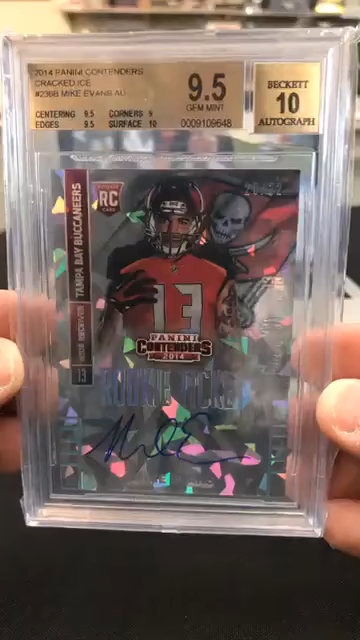 2014 PANINI CONTENDERS
CRACKED ICE
#236B MIKE EVANS AU
CENTERING 9.5 CORNERS 9
EDGES 9.5 SURFACE 10
9.5
GEM MINT
0009109648
BECKETT
10
AUTOGRAPH
RC
TAMPA BAY BUCCANEERS
WIDE RECEIVER
13
13
PANINI
CONTENDERS
2014
ROOKIE TICKET